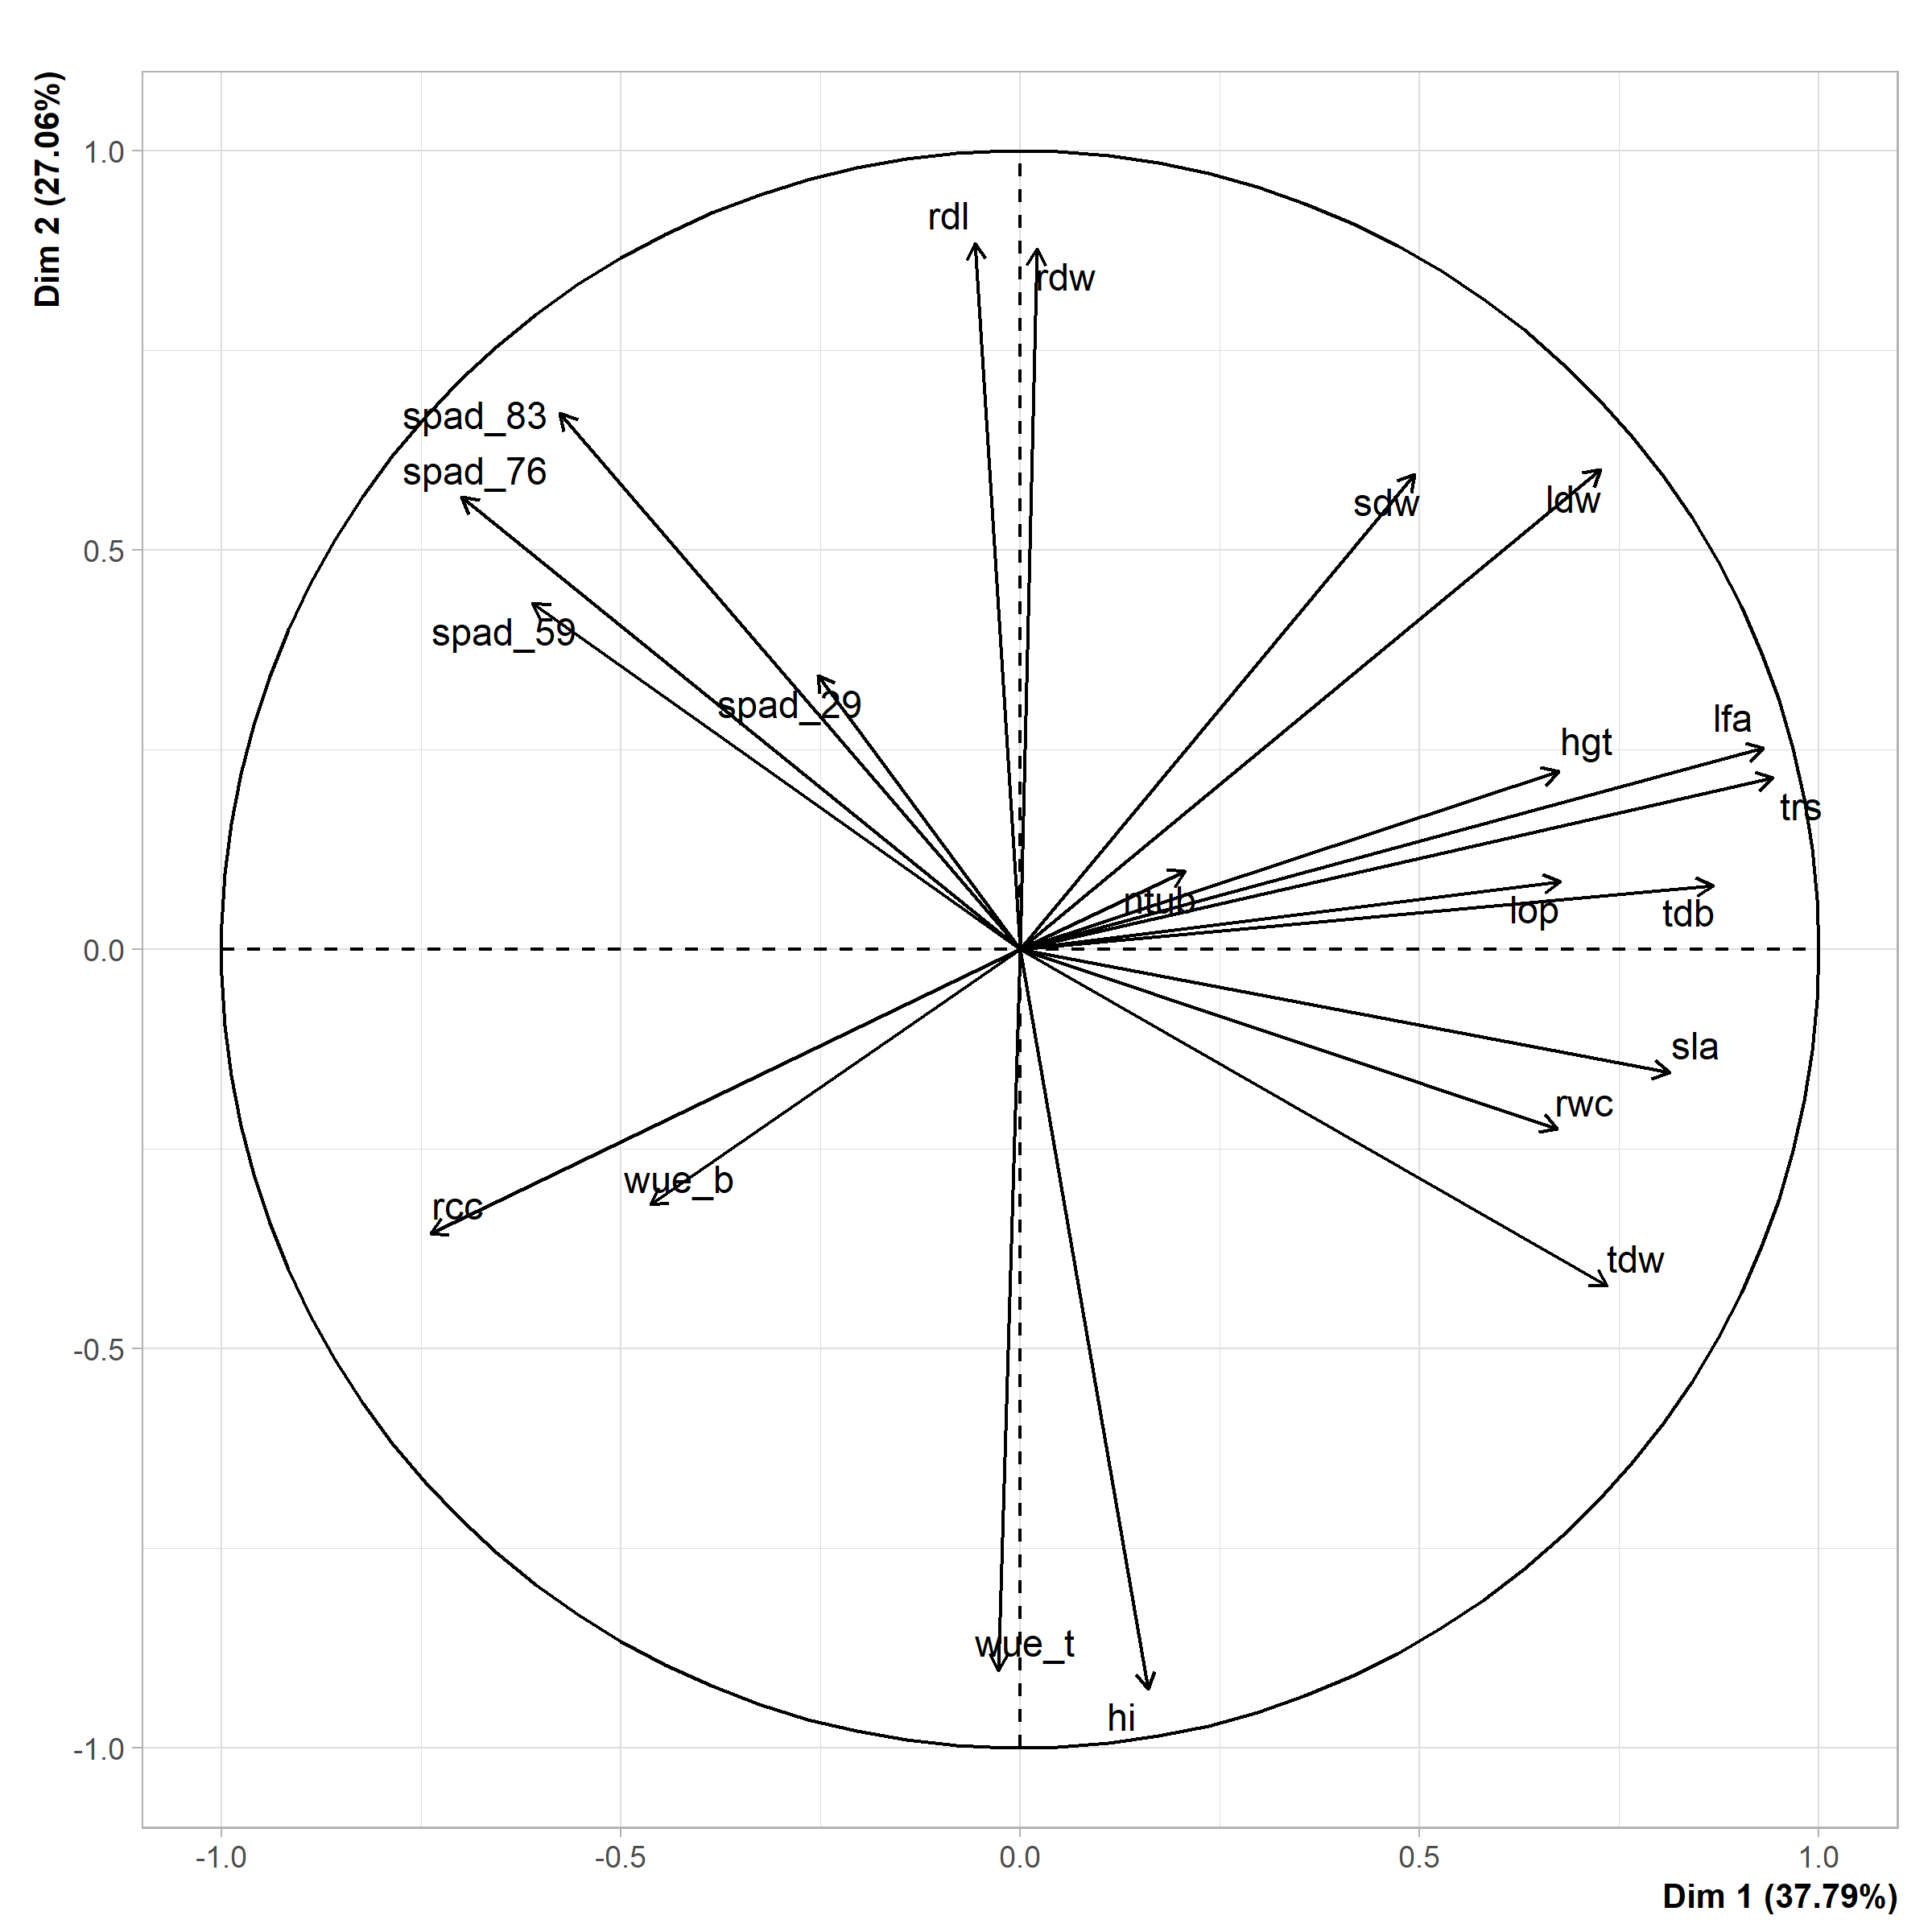 Dim 2 (27.06%)
1.0
0.5
0.0
-0.5
-1.0
rdl
rdw
spad_83
spad_76
sdw
ldw
spad_59
spad_29
lfa
hgt
trs
ntub
lop
tdb
sla
rwc
wue_b
rcc
tdw
wue_t
hi
-1.0
-0.5
0.0
0.5
1.0
Dim 1 (37.79%)